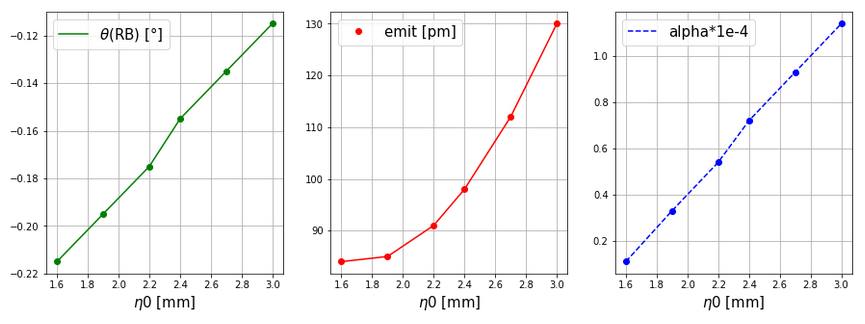 θ(RB) [°]
−0.12
−0.14
−0.16
−0.18
−0.20
−0.22
1.6 1.8 2.0 2.2 2.4 2.6 2.8 3.0
η0 [mm]
emit [pm]
130
120
110
100
90
1.6 1.8 2.0 2.2 2.4 2.6 2.8 3.0
η0 [mm]
alpha*1e-4
1.0
0.8
0.6
0.4
0.2
1.6 1.8 2.0 2.2 2.4 2.6 2.8 3.0
η0 [mm]